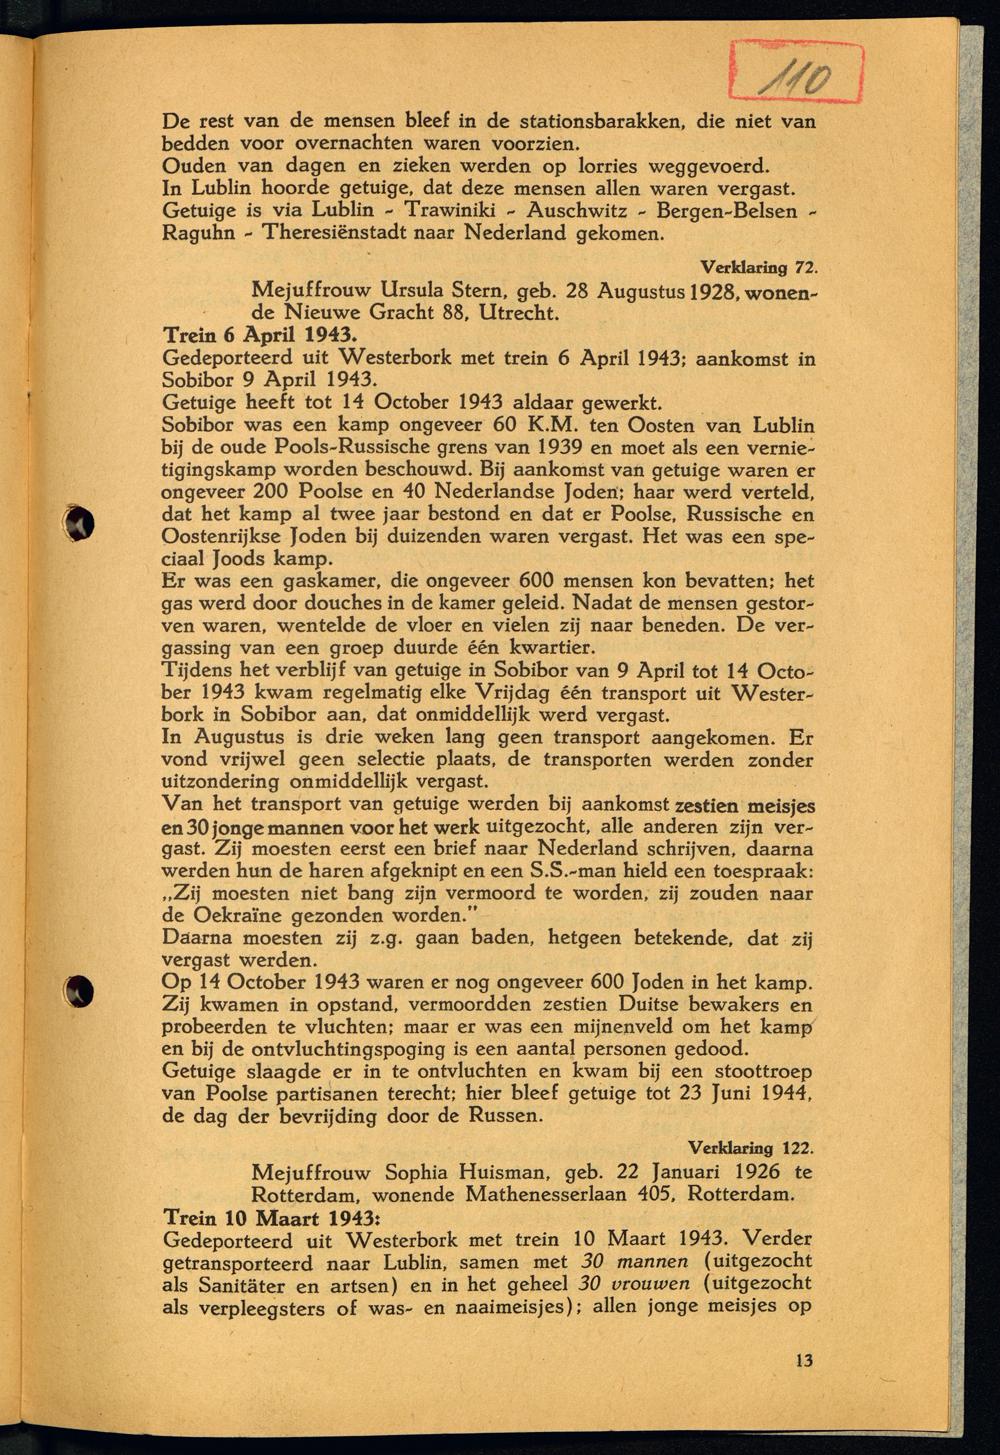 110
De rest van de mensen bleef in de stationsbarakken, die niet van
bedden voor overnachten waren voorzien.
Ouden van dagen en zieken werden op lorries weggevoerd.
In Lublin hoorde getuige, dat deze mensen allen waren vergast.
Getuige is via Lublin - Trawiniki - Auschwitz - Bergen-Belsen -
Raguhn - Theresiënstadt naar Nederland gekomen.
Verklaring 72.
Mejuffrouw Ursula Stern, geb. 28 Augustus 1928, wonen-
de Nieuwe Gracht 88, Utrecht.
Trein 6 April 1943.
Gedeporteerd uit Westerbork met trein 6 April 1943; aankomst in
Sobibor 9 April 1943.
Getuige heeft tot 14 October 1943 aldaar gewerkt.
Sobibor was een kamp ongeveer 60 K.M. ten Oosten van Lublin
bij de oude Pools-Russische grens van 1939 en moet als een vernie-
tigingskamp worden beschouwd. Bij aankomst van getuige waren er
ongeveer 200 Poolse en 40 Nederlandse Joden; haar werd verteld,
dat het kamp al twee jaar bestond en dat er Poolse, Russische en
Oostenrijkse Joden bij duizenden waren vergast. Het was een spe-
ciaal Joods kamp.
Er was een gaskamer, die ongeveer 600 mensen kon bevatten; het
gas werd door douches in de kamer geleid. Nadat de mensen gestor-
ven waren, wentelde de vloer en vielen zij naar beneden. De ver-
gassing van een groep duurde één kwartier.
Tijdens het verblijf van getuige in Sobibor van 9 April tot 14 Octo-
ber 1943 kwam regelmatig elke Vrijdag één transport uit Wester-
bork in Sobibor aan, dat onmiddellijk werd vergast.
In Augustus is drie weken lang geen transport aangekomen. Er
vond vrijwel geen selectie plaats, de transporten werden zonder
uitzondering onmiddellijk vergast.
Van het transport van getuige werden bij aankomst zestien meisjes
en 30 jonge mannen voor het werk uitgezocht, alle anderen zijn ver-
gast. Zij moesten eerst een brief naar Nederland schrijven, daarna
werden hun de haren afgeknipt en een S.S.-man hield een toespraak:
„Zij moesten niet bang zijn vermoord te worden, zij zouden naar
de Oekraïne gezonden worden."
Daarna moesten zij z.g. gaan baden, hetgeen betekende, dat zij
vergast werden.
Op 14 October 1943 waren er nog ongeveer 600 Joden in het kamp.
Zij kwamen in opstand, vermoordden zestien Duitse bewakers en
probeerden te vluchten; maar er was een mijnenveld om het kamp
en bij de ontvluchtingspoging is een aantal personen gedood.
Getuige slaagde er in te ontvluchten en kwam bij een stoottroep
van Poolse partisanen terecht; hier bleef getuige tot 23 Juni 1944,
de dag der bevrijding door de Russen.
Verklaring 122.
Mejuffrouw Sophia Huisman, geb. 22 Januari 1926 te
Rotterdam, wonende Mathenesserlaan 405, Rotterdam.
Trein 10 Maart 1943:
Gedeporteerd uit Westerbork met trein 10 Maart 1943. Verder
getransporteerd naar Lublin, samen met 30 mannen (uitgezocht
als Sanitäter en artsen) en in het geheel 30 vrouwen (uitgezocht
als verpleegsters of was- en naaimeisjes); allen jonge meisjes op
13